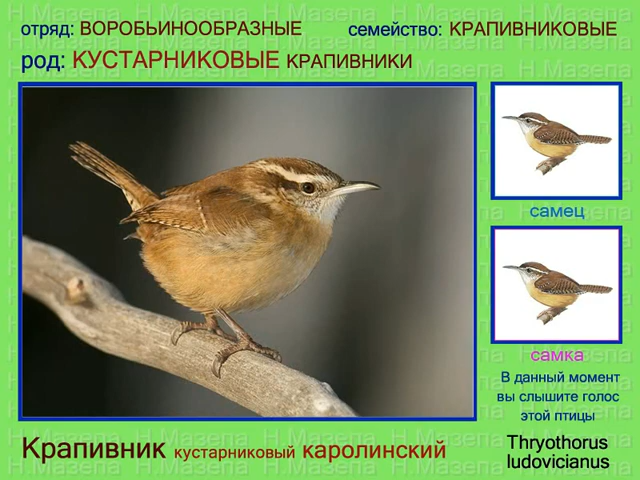 отряд: ВОРОБЬИНООБРАЗНЫЕ семейство: КРАПИВНИКОВЫЕ
род: КУСТАРНИКОВЫЕ КРАПИВНИКИ
самец
самка
В данный момент
вы слышите голос
этой птицы
Крапивник кустарниковый каролинский
Thryothorus
ludovicianus
Н.Мазепа